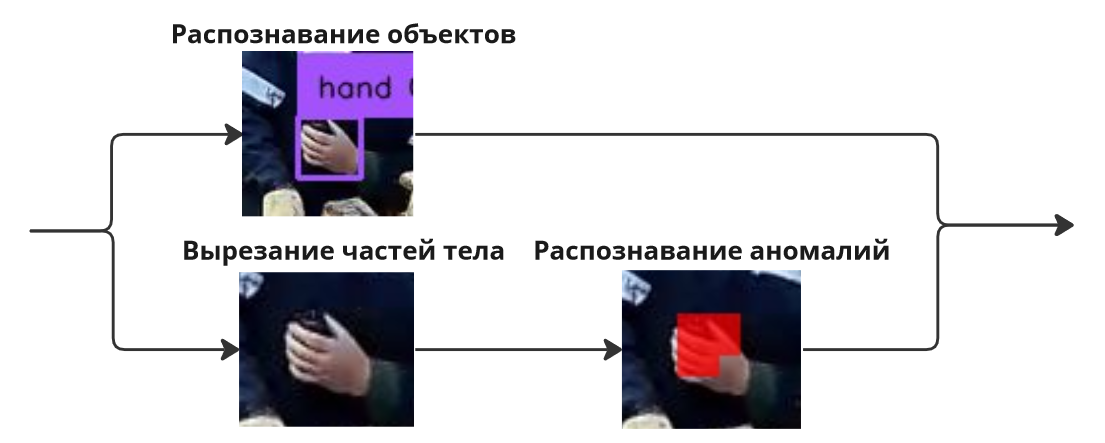 Распознавание объектов
hand
Вырезание частей тела
Распознавание аномалий